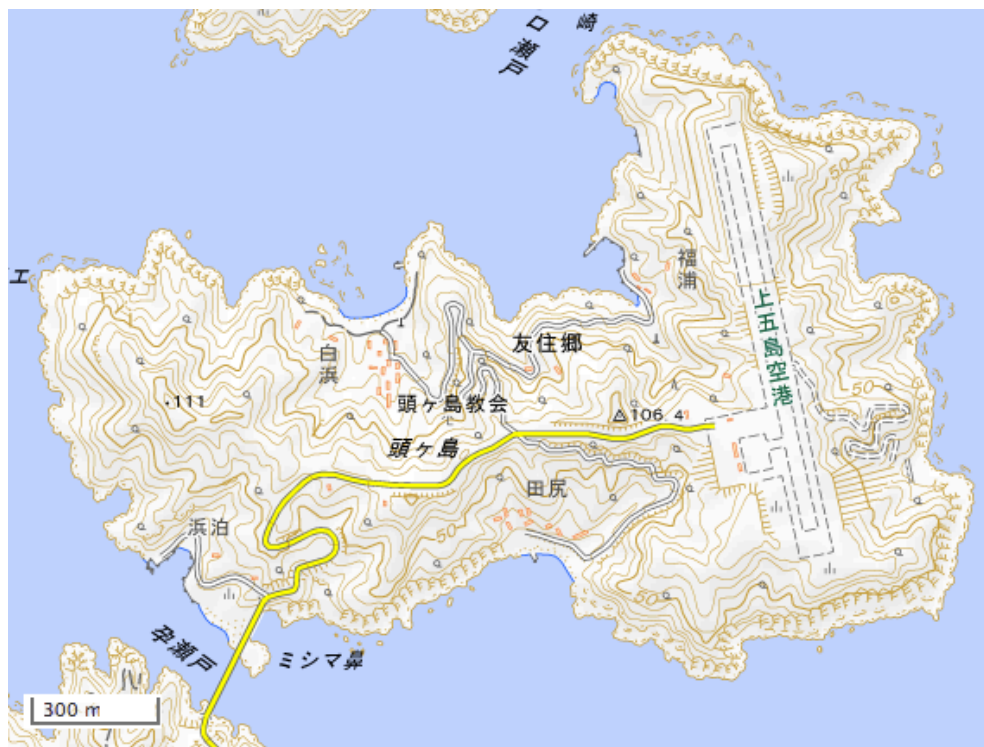 崎
ロ瀬戸
エ
福浦
上五島空港
友住郷
白浜
50
50
111
頭ヶ島教会
106.4
頭ヶ島
田尻
浜泊
50
50
孕瀬戸
ミシマ鼻
300 m